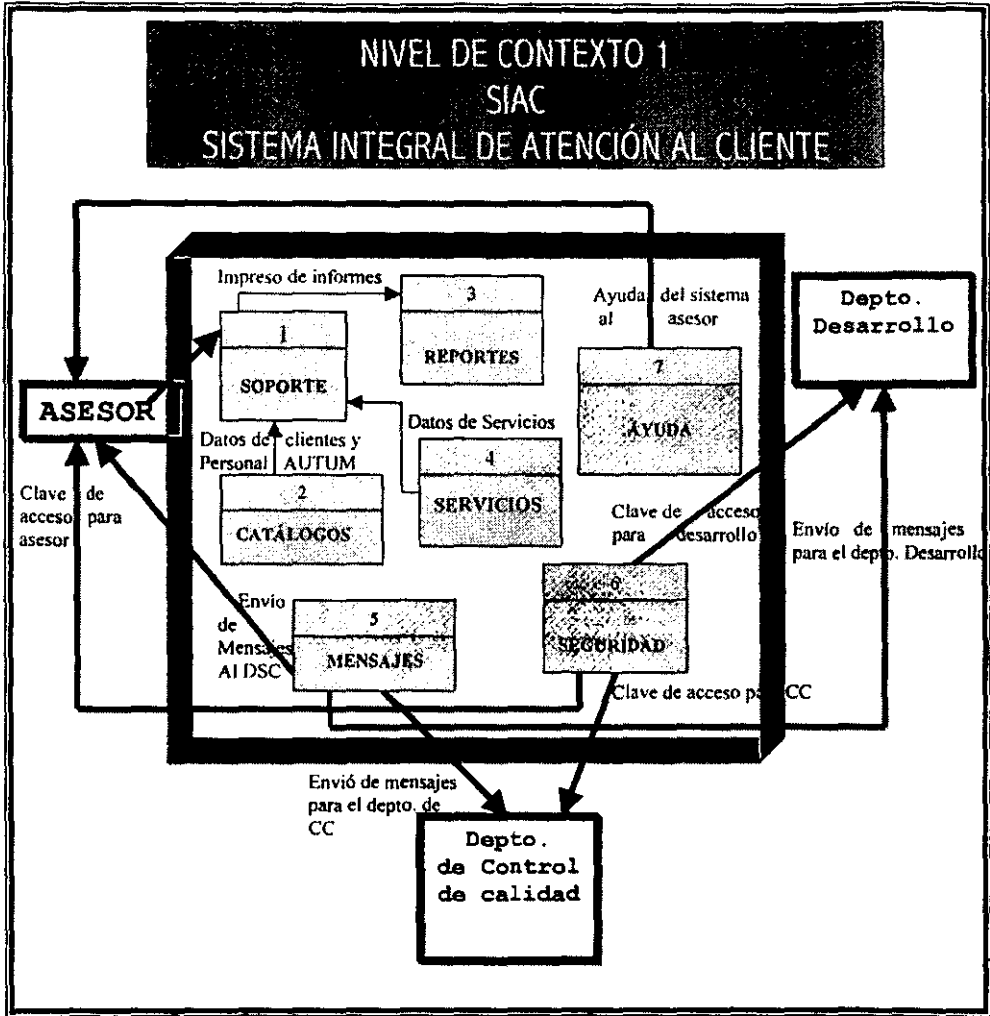 NIVEL DE CONTEXTO 1
SIAC
SISTEMA INTEGRAL DE ATENCIÓN AL CLIENTE
Impreso de informes
3
REPORTES
1
SOPORTE
Ayuda del sistema
al asesor
7
AYUDA
Depto.
Desarrollo
ASESOR
Datos de clientes y
Personal AUTUM
Datos de Servicios
4
SERVICIOS
2
CATÁLOGOS
Clave de
acceso para
asesor
Clave de acceso
para desarrollo
Envío de mensajes
para el depto. Desarrollo
Envío
de
Mensajes
Al DSC
5
MENSAJES
6
SEGURIDAD
Clave de acceso para CC
Envió de mensajes
para el depto. de
CC
Depto.
de Control
de calidad